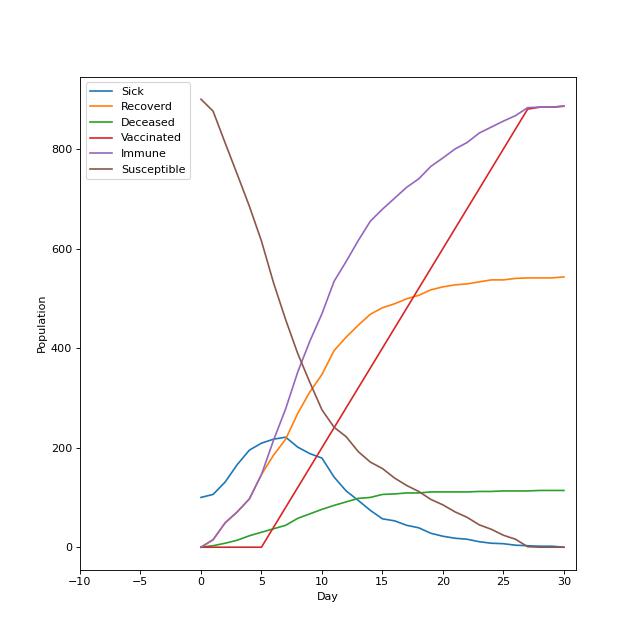 Sick
Recoverd
Deceased
Vaccinated
Immune
Susceptible
800
600
400
200
0
Population
−10
−5
0
5
10
15
20
25
30
Day